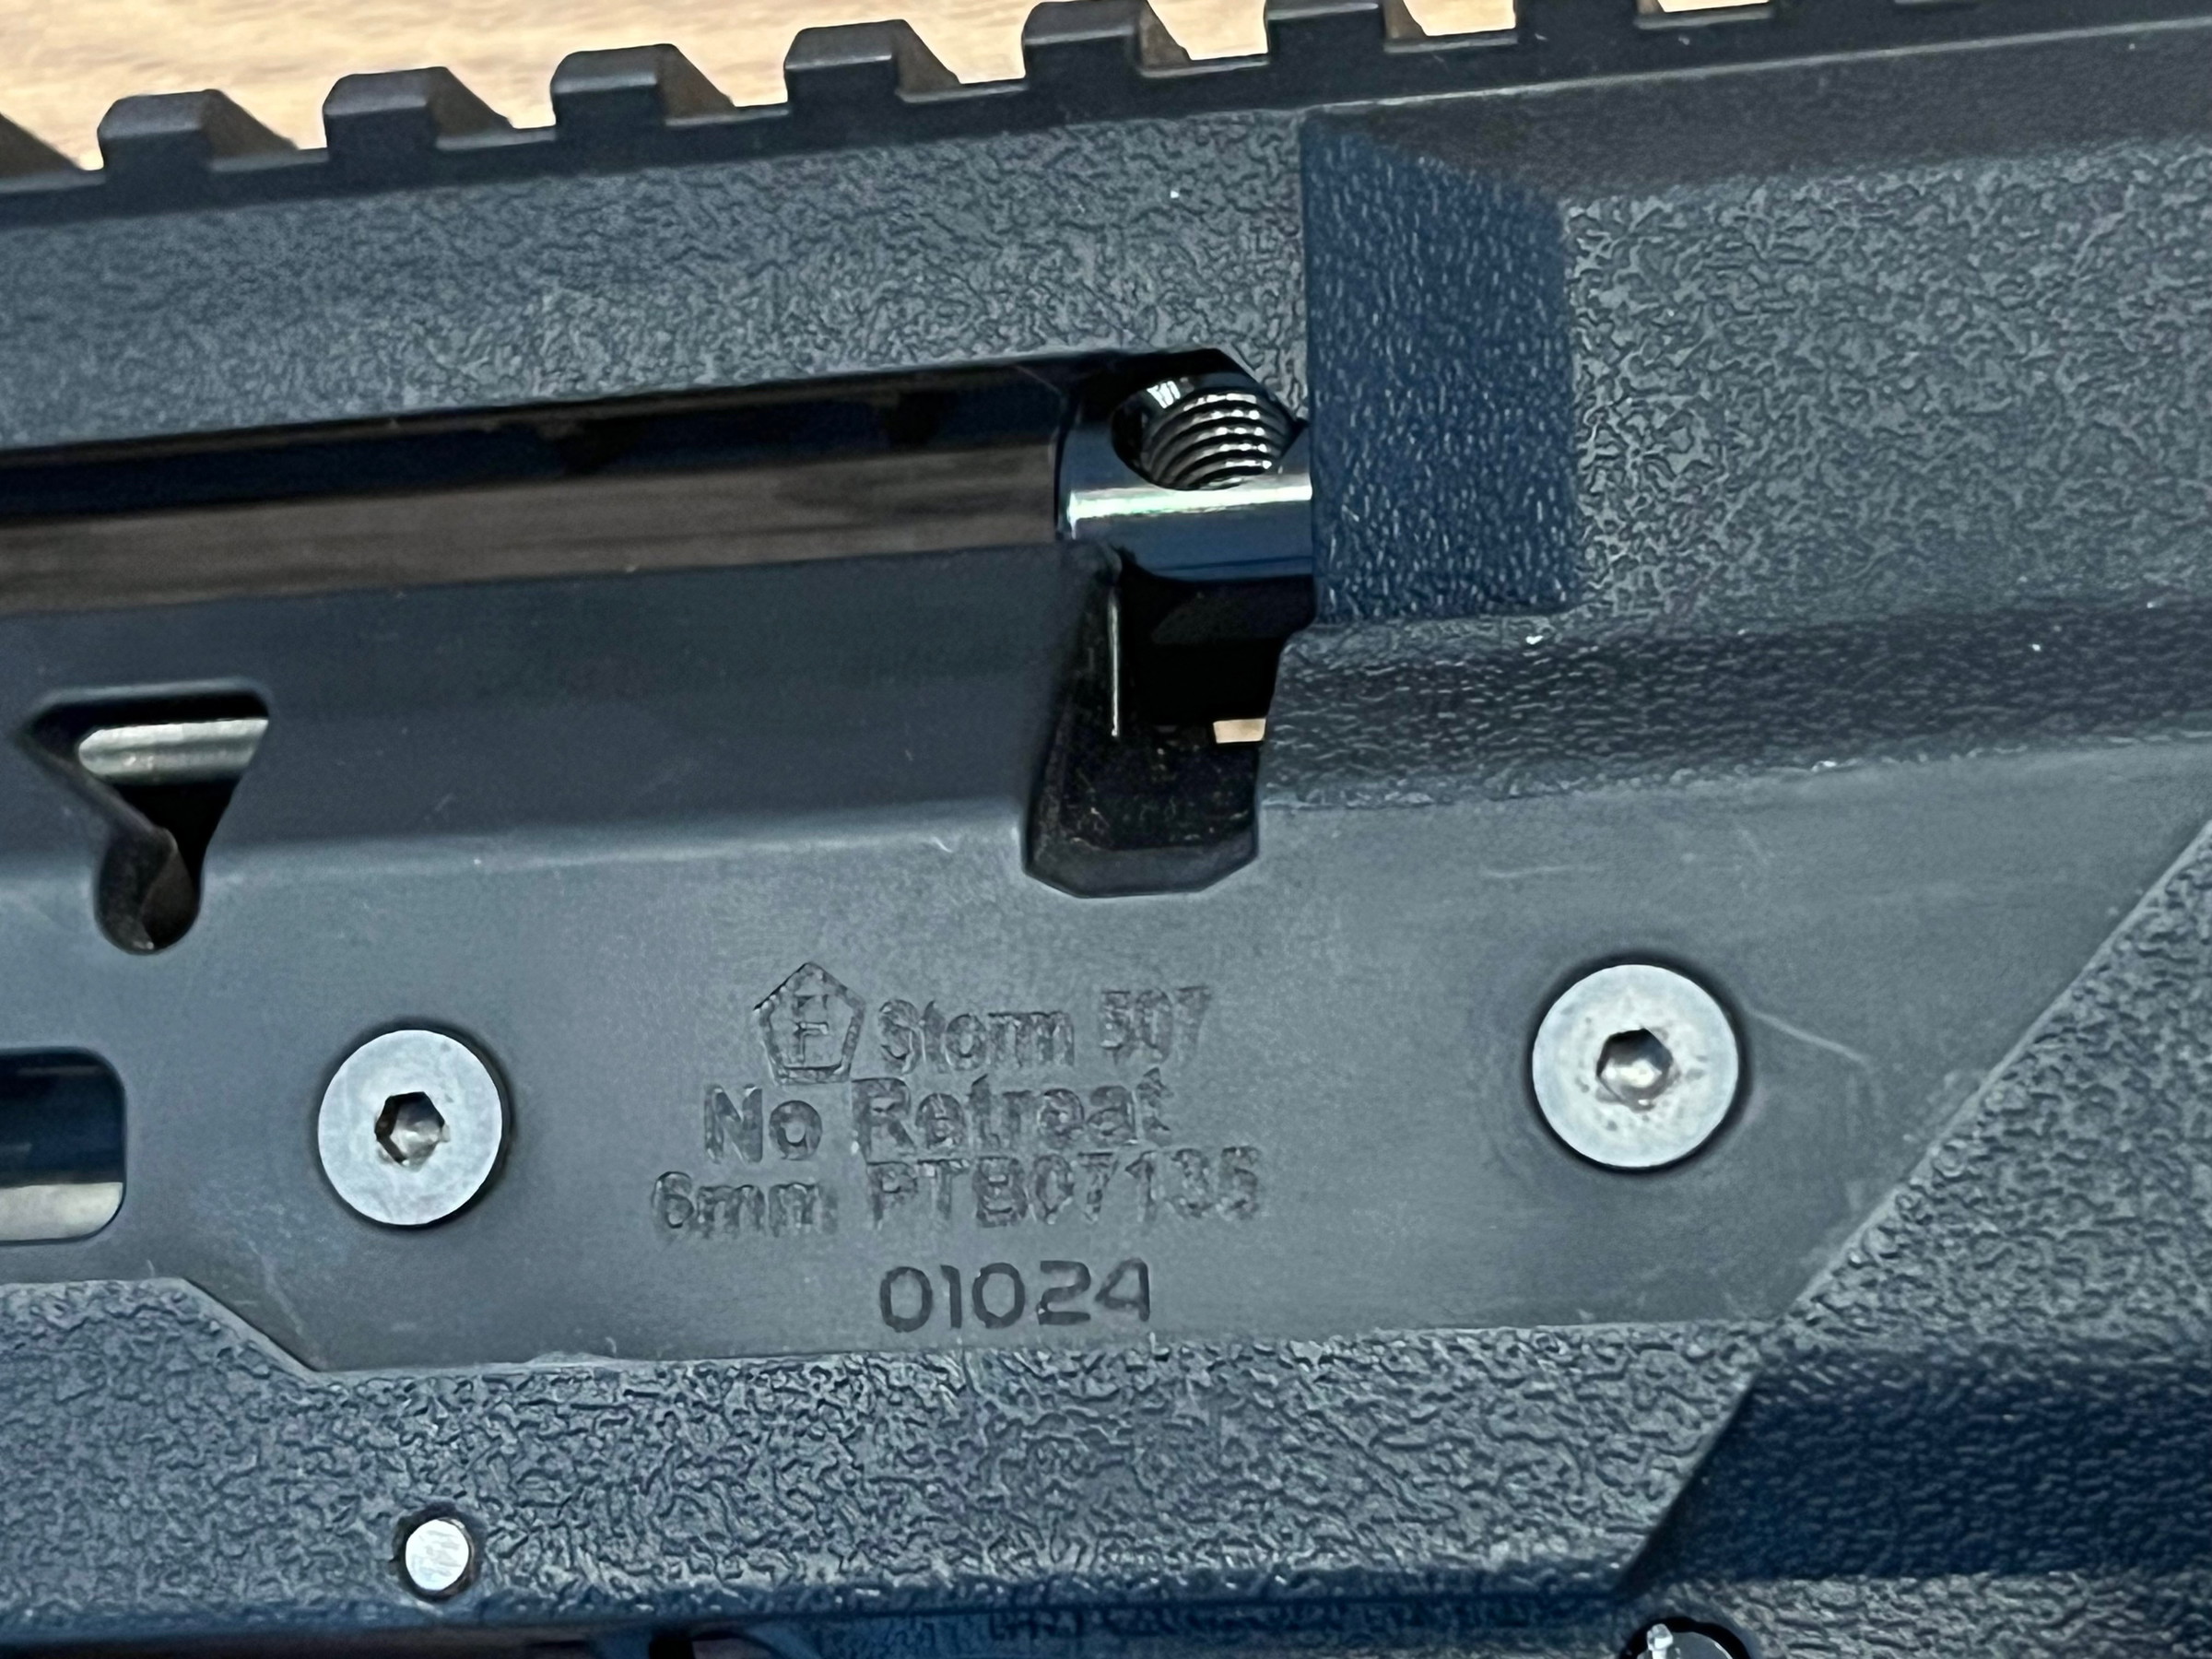 F Storm 507
No Retreat
6mm PTB07135
01024